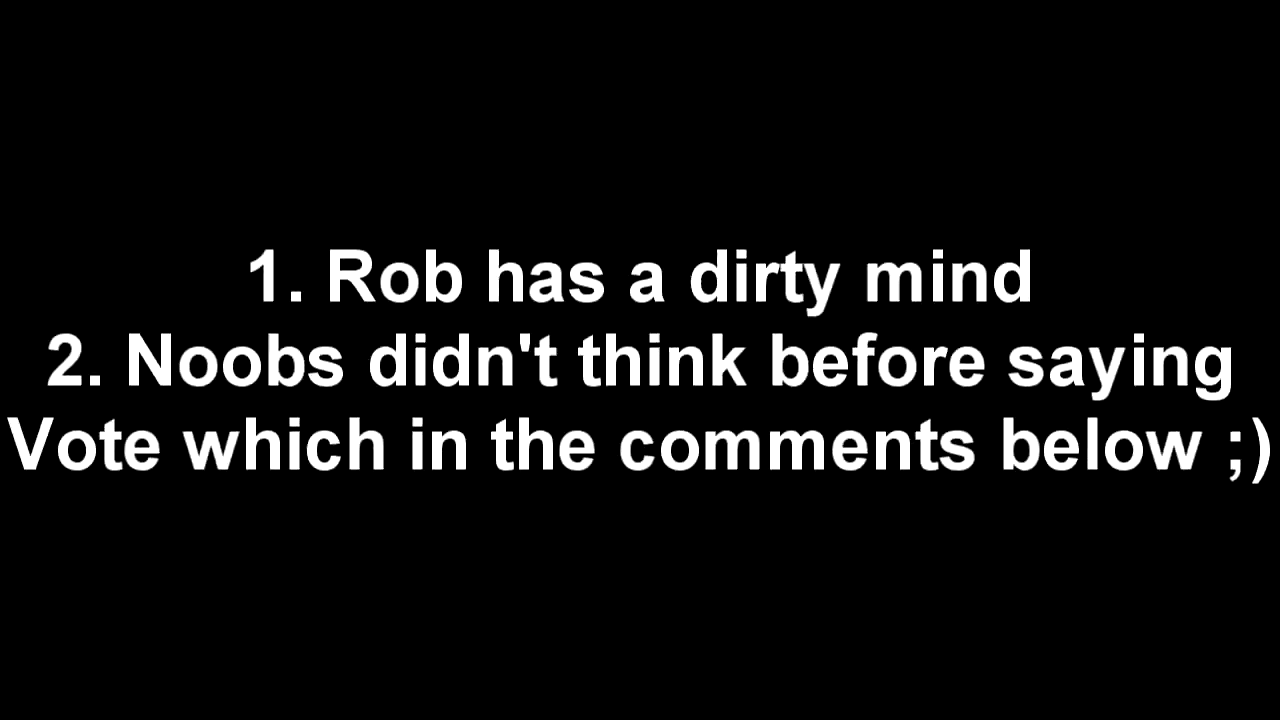 1. Rob has a dirty mind
2. Noobs didn't think before saying
Vote which in the comments below ;)